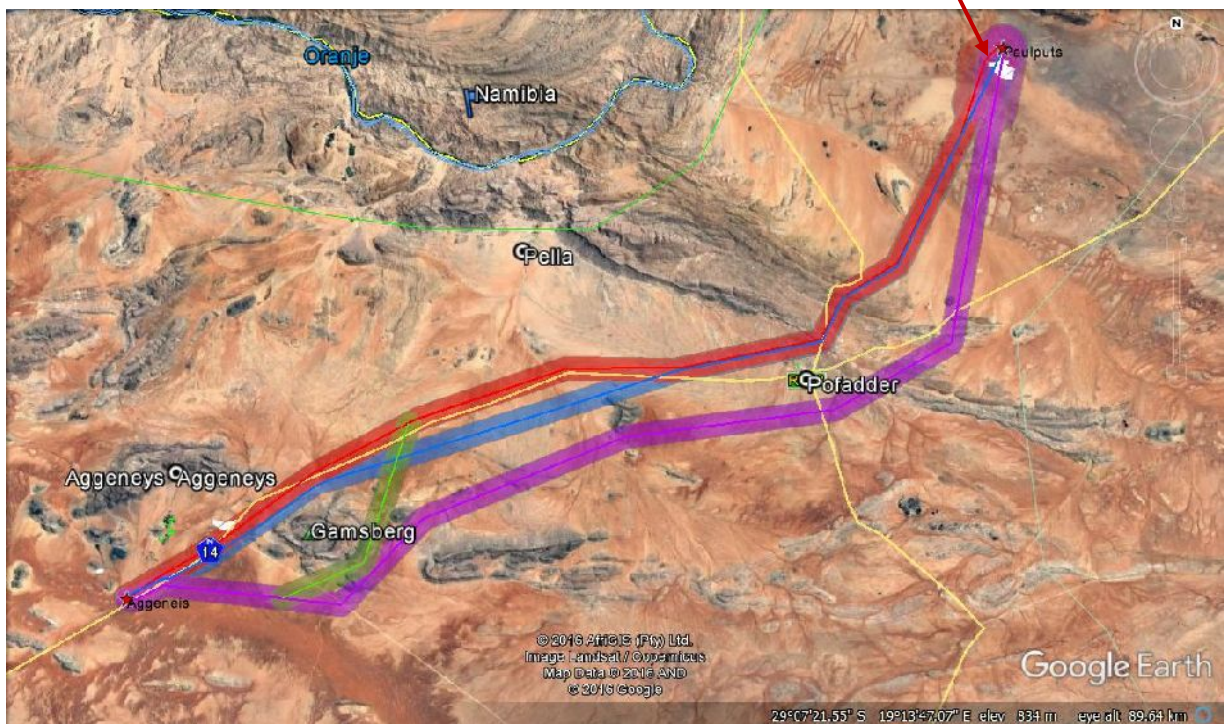 N
Oranje
Paulputs
Namibia
Pella
Pofadder
Aggeneys
Aggeneys
Gamsberg
14
Aggeneis
© 2016 AfriGIS (Pty) Ltd.
Image Landsat / Copernicus
Map Data © 2016 AND
© 2016 Google
Google Earth
29°07'21.55" S 19°13'47.07" E elev 834 m eye alt 89.64 km